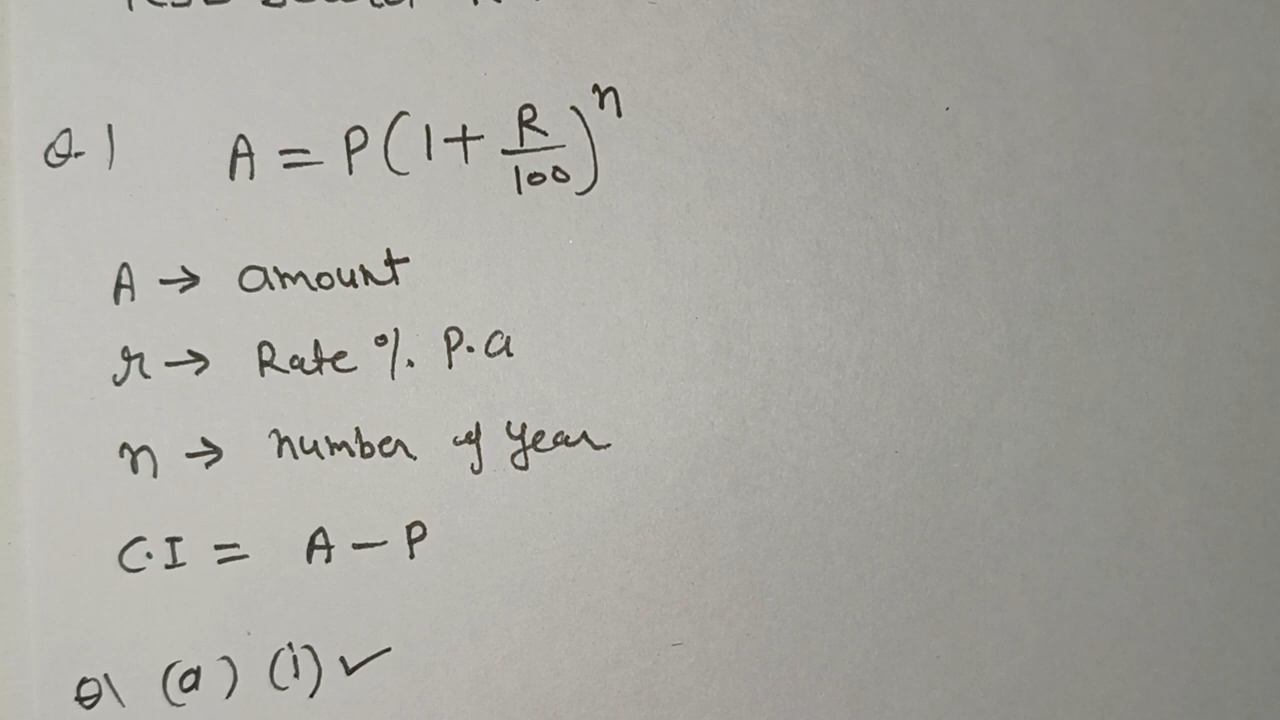 Q.1 A = P(1 + R/100)^n
A → amount
r → Rate % P.a
n → number of year
C.I = A - P
Q1 (a) (i) ✓